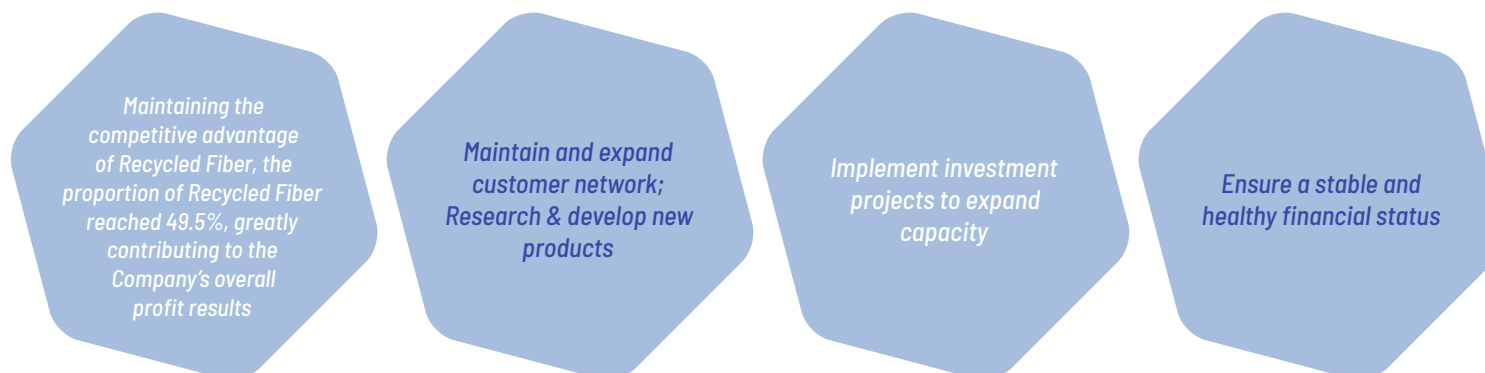 Maintaining the
competitive advantage
of Recycled Fiber, the
proportion of Recycled Fiber
reached 49.5%, greatly
contributing to the
Company's overall
profit results
Maintain and expand
customer network;
Research & develop new
products
Implement investment
projects to expand
capacity
Ensure a stable and
healthy financial status